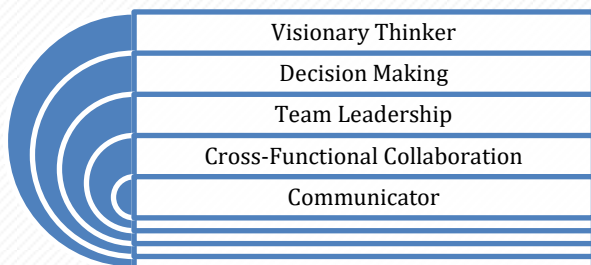 Visionary Thinker
Decision Making
Team Leadership
Cross-Functional Collaboration
Communicator